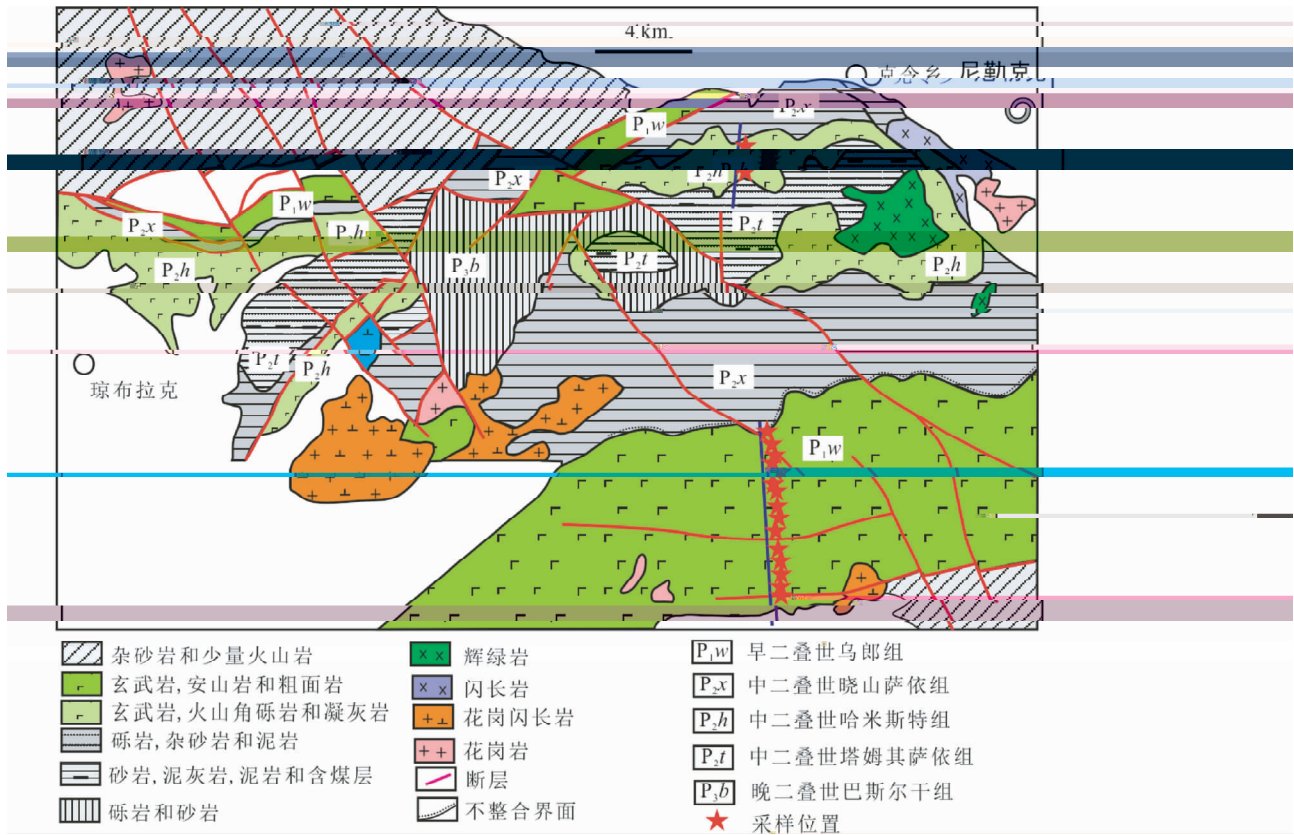 4 km
克念乡 尼勒克
P₂x
P₁w
P₂h
P₂x
P₁w
P₂x
P₂h
P₂t
P₂t
P₂h
P₂h
P₃b
P₂t
P₂h
P₂x
琼布拉克
P₁w
杂砂岩和少量火山岩
玄武岩,安山岩和粗面岩
玄武岩,火山角砾岩和凝灰岩
砾岩,杂砂岩和泥岩
砂岩,泥灰岩,泥岩和含煤层
砾岩和砂岩
辉绿岩
闪长岩
花岗闪长岩
花岗岩
断层
不整合界面
P₁w 早二叠世乌郎组
P₂x 中二叠世晓山萨依组
P₂h 中二叠世哈米斯特组
P₂t 中二叠世塔姆其萨依组
P₃b 晚二叠世巴斯尔干组
采样位置